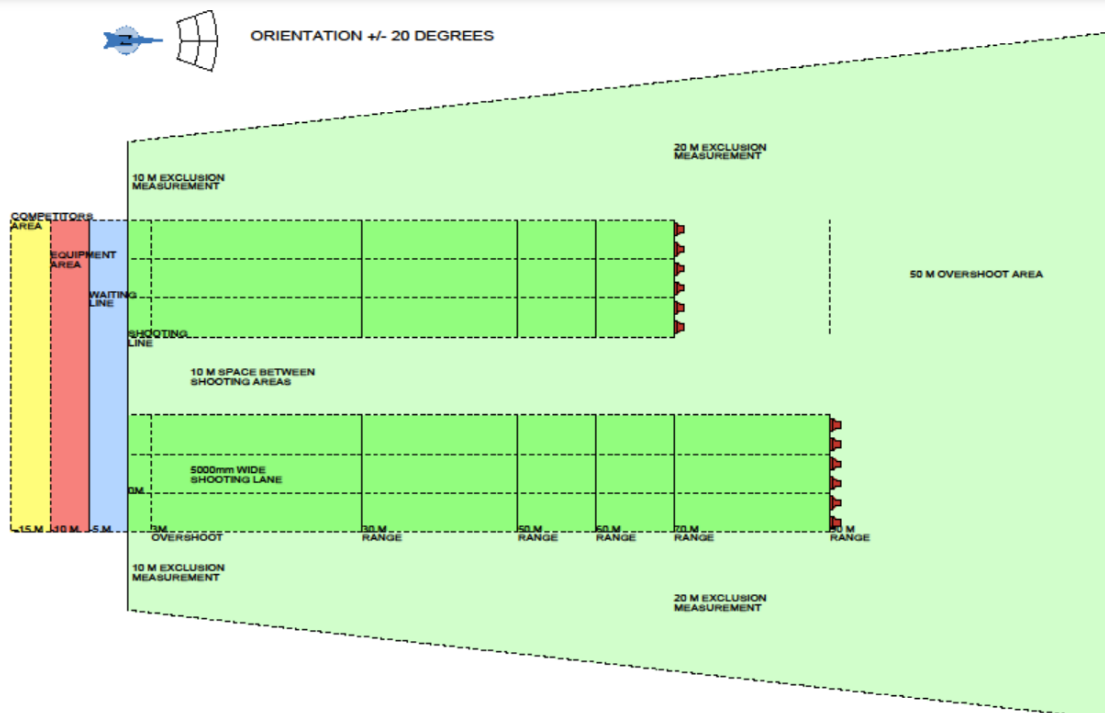 Z
ORIENTATION +/- 20 DEGREES
20 M EXCLUSION
MEASUREMENT
10 M EXCLUSION
MEASUREMENT
COMPETITORS
AREA
EQUIPMENT
AREA
50 M OVERSHOOT AREA
WAITING
LINE
SHOOTING
LINE
10 M SPACE BETWEEN
SHOOTING AREAS
5000mm WIDE
SHOOTING LANE
0M
-15 M
-10 M
-5 M
3M
OVERSHOOT
30 M
RANGE
50 M
RANGE
60 M
RANGE
70 M
RANGE
90 M
RANGE
10 M EXCLUSION
MEASUREMENT
20 M EXCLUSION
MEASUREMENT